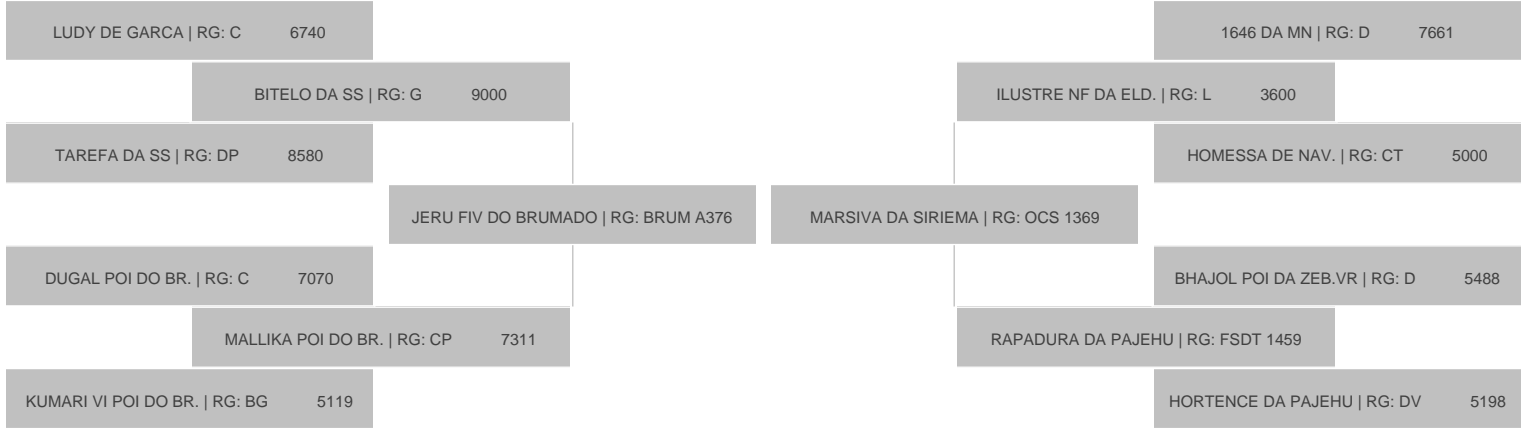 LUDY DE GARCA | RG: C 6740
1646 DA MN | RG: D 7661
BITELO DA SS | RG: G 9000
ILUSTRE NF DA ELD. | RG: L 3600
TAREFA DA SS | RG: DP 8580
HOMESSA DE NAV. | RG: CT 5000
JERU FIV DO BRUMADO | RG: BRUM A376
MARSIVA DA SIRIEMA | RG: OCS 1369
DUGAL POI DO BR. | RG: C 7070
BHAJOL POI DA ZEB.VR | RG: D 5488
MALLIKA POI DO BR. | RG: CP 7311
RAPADURA DA PAJEHU | RG: FSDT 1459
KUMARI VI POI DO BR. | RG: BG 5119
HORTENCE DA PAJEHU | RG: DV 5198